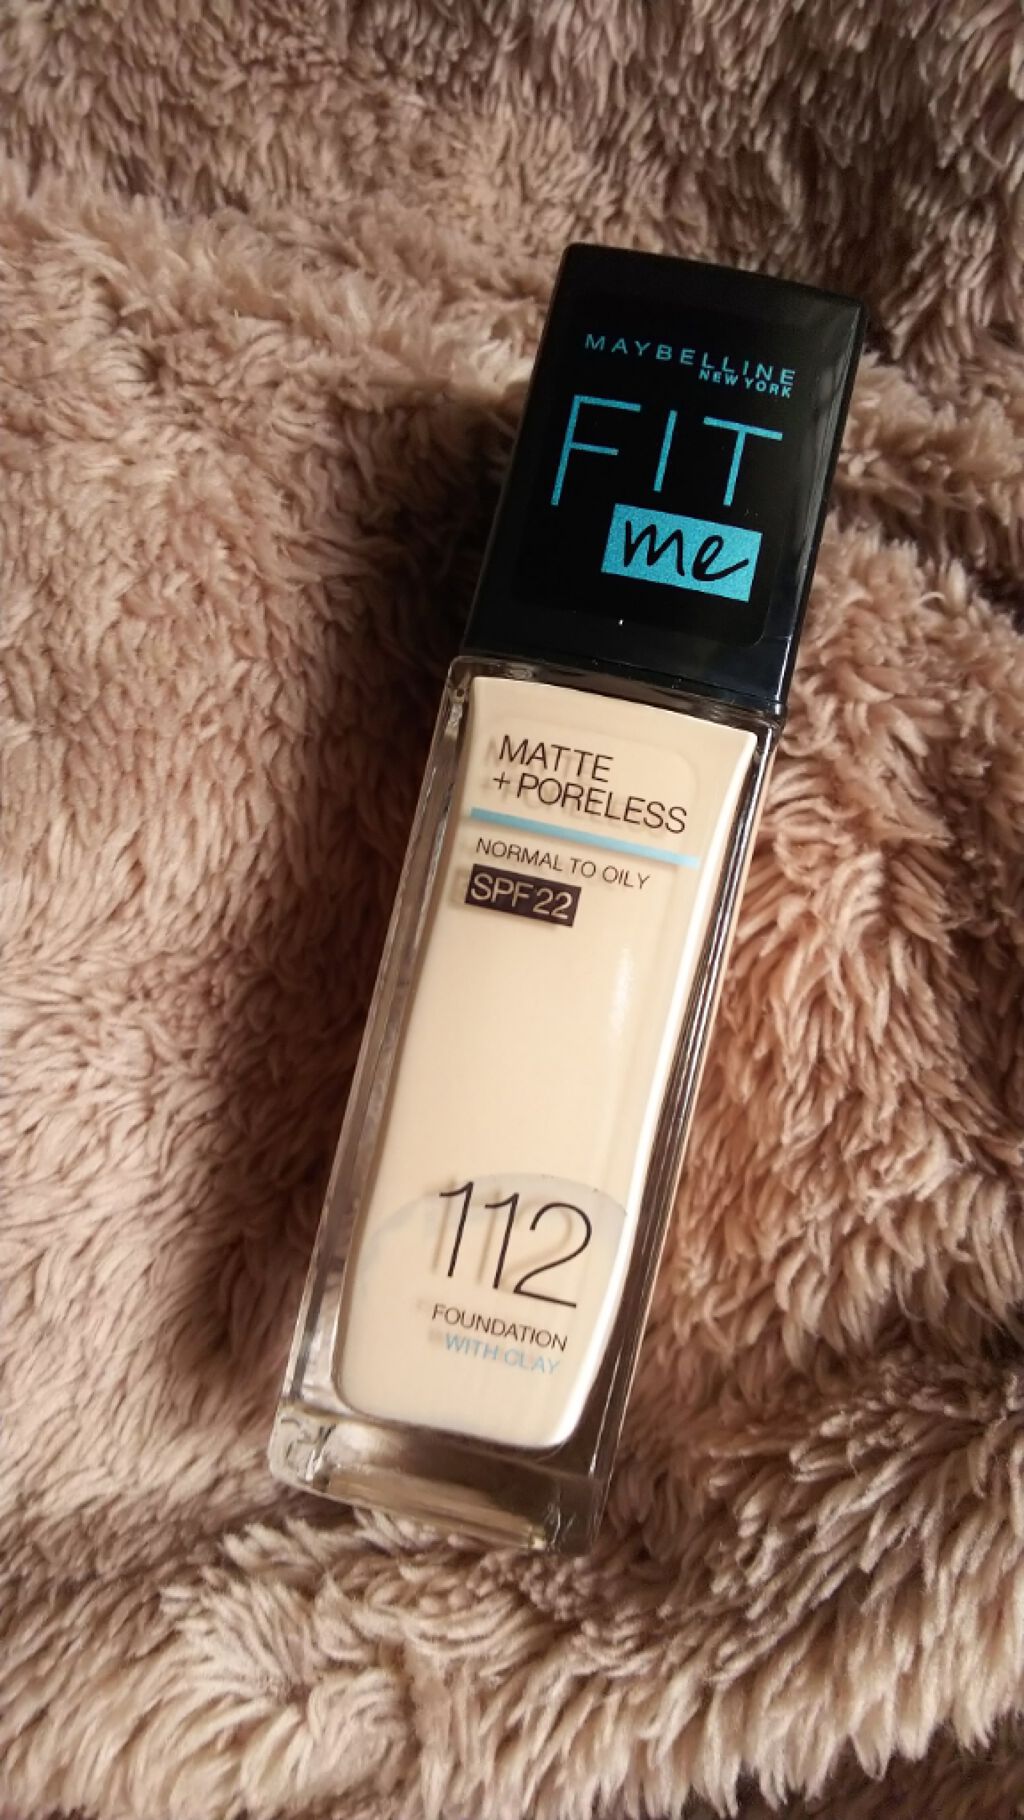 MAYBELLINE
NEW YORK
FIT
me
MATTE
+ PORELESS
NORMAL TO OILY
SPF 22
112
FOUNDATION
WITH CLAY